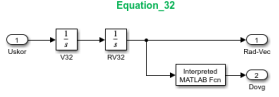 Equation_32
1
Uskor
1
s
V32
1
s
RV32
1
Rad-Vec
Interpreted
MATLAB Fcn
2
Dovg